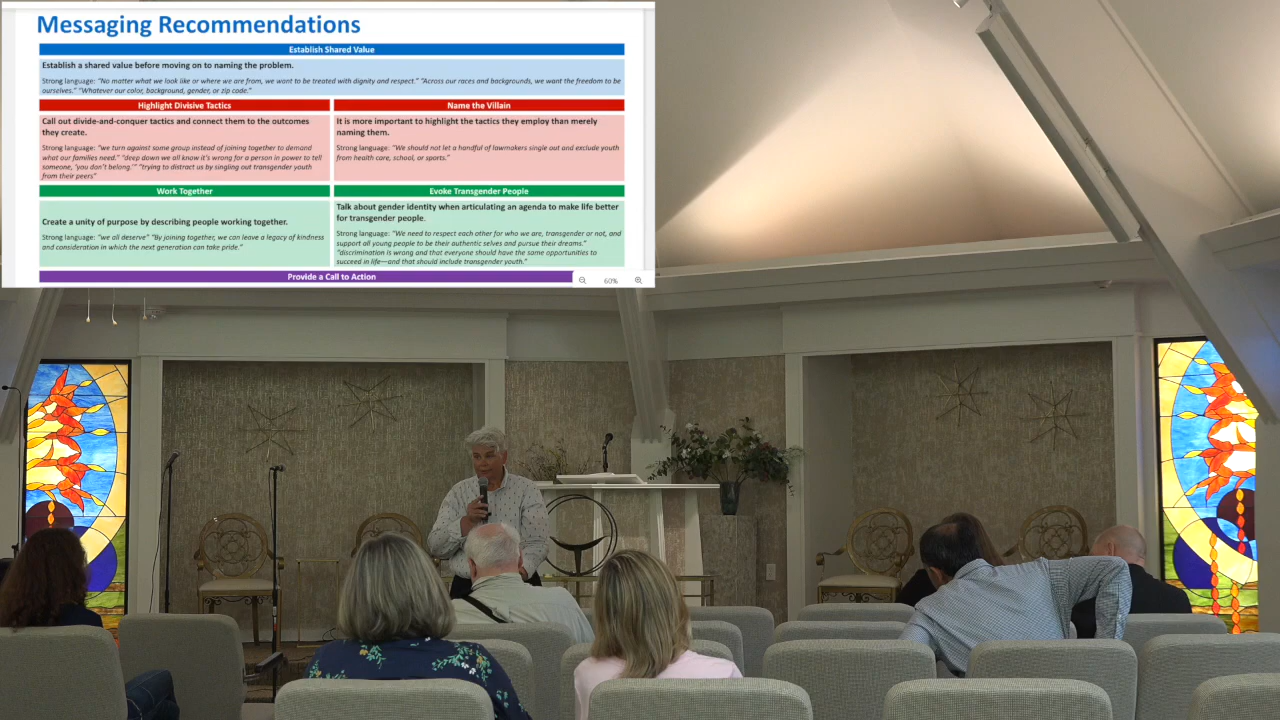 Messaging Recommendations
Establish Shared Value
Establish a shared value before moving on to naming the problem.
Strong language: "No matter what we look like or where we are from, we want to be treated with dignity and respect." "Across our races and backgrounds, we want the freedom to be
ourselves." "Whatever our color, background, gender, or zip code."
Highlight Divisive Tactics
Call out divide-and-conquer tactics and connect them to the outcomes
they create.
Strong language: "we turn against some group instead of joining together to demand
what our families need." "deep down we all know it's wrong for a person in power to tell
someone, 'you don't belong.'" "trying to distract us by singling out transgender youth
from their peers"
Name the Villain
It is more important to highlight the tactics they employ than merely
naming them.
Strong language: "We should not let a handful of lawmakers single out and exclude youth
from health care, school, or sports."
Work Together
Create a unity of purpose by describing people working together.
Strong language: "we all deserve" "By joining together, we can leave a legacy of kindness
and consideration in which the next generation can take pride."
Evoke Transgender People
Talk about gender identity when articulating an agenda to make life better
for transgender people.
Strong language: "We need to respect each other for who we are, transgender or not, and
support all young people to be their authentic selves and pursue their dreams."
"discrimination is wrong and that everyone should have the same opportunities to
succeed in life—and that should include transgender youth."
Provide a Call to Action
60%